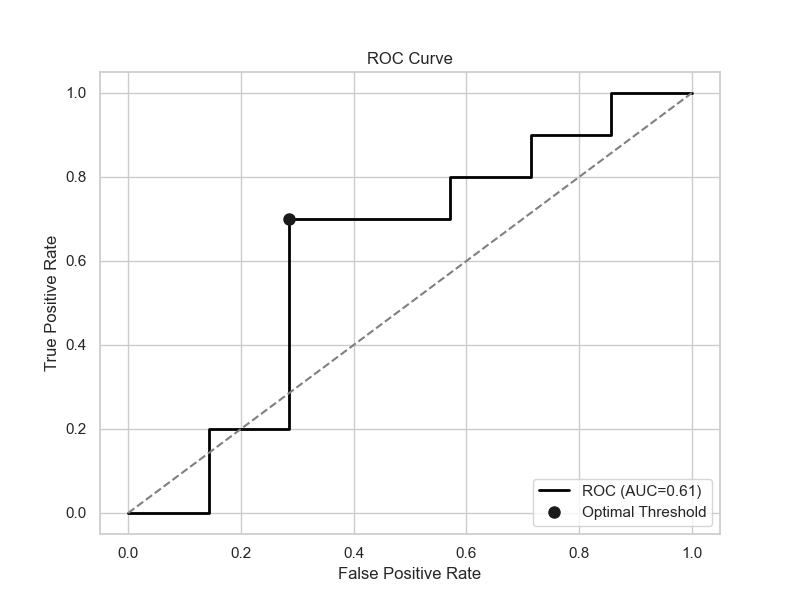 ROC Curve
1.0
0.8
0.6
0.4
0.2
0.0
True Positive Rate
ROC (AUC=0.61)
Optimal Threshold
0.0 0.2 0.4 0.6 0.8 1.0
False Positive Rate